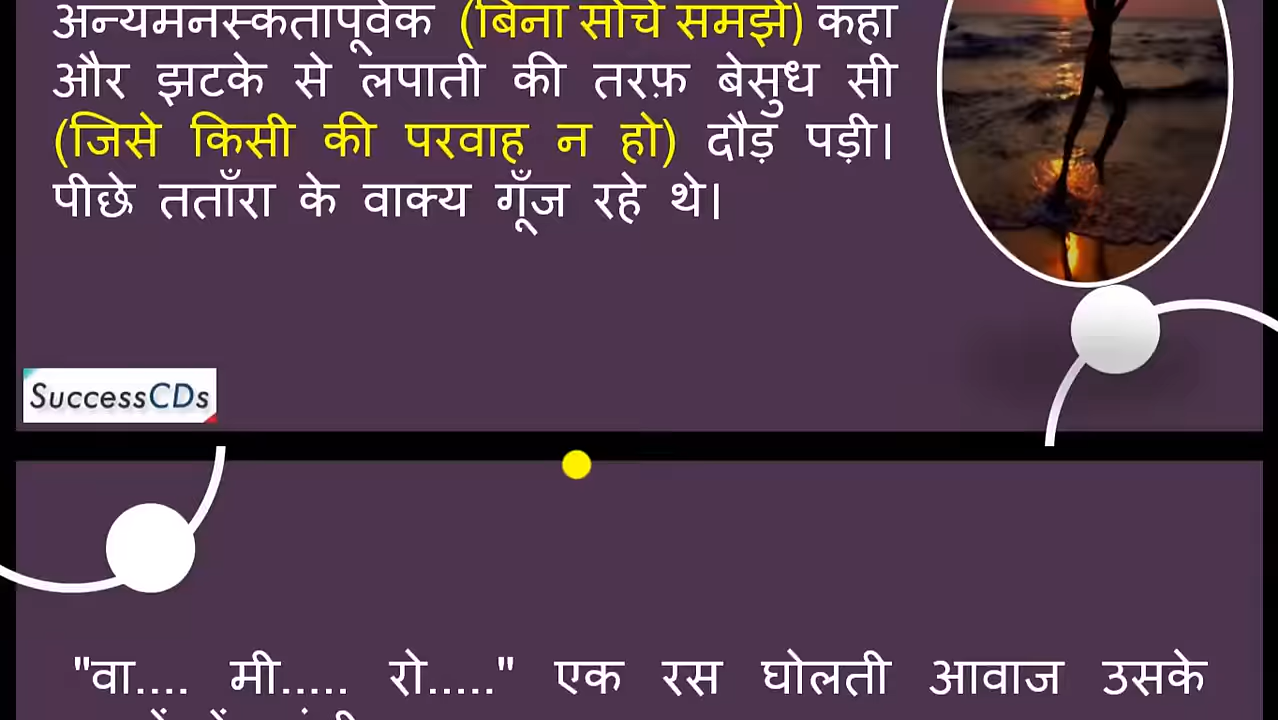 अन्यमनस्कतापूर्वक (बिना सोचे समझे) कहा
और झटके से लपाती की तरफ़ बेसुध सी
(जिसे किसी की परवाह न हो) दौड़ पड़ी।
पीछे तताँरा के वाक्य गूँज रहे थे।
SuccessCDs
"वा.... मी..... रो....." एक रस घोलती आवाज उसके